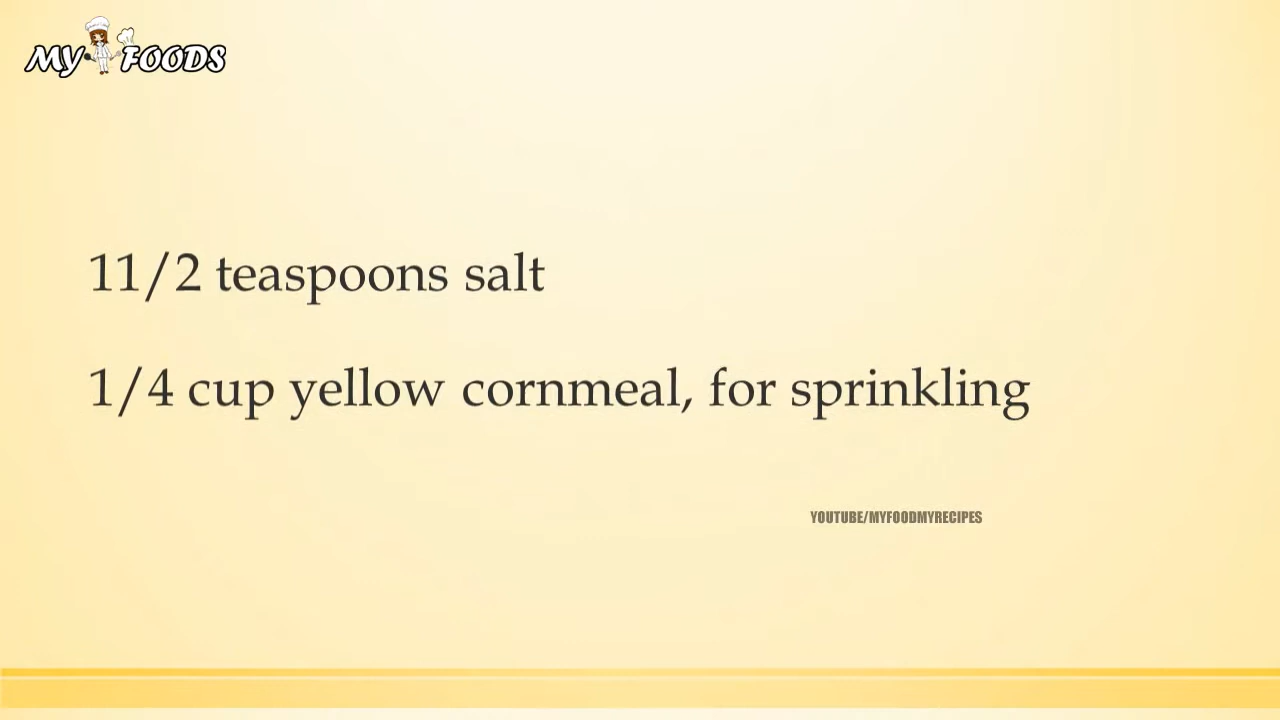 MY FOODS
11/2 teaspoons salt
1/4 cup yellow cornmeal, for sprinkling
YOUTUBE/MYFOODMYRECIPES